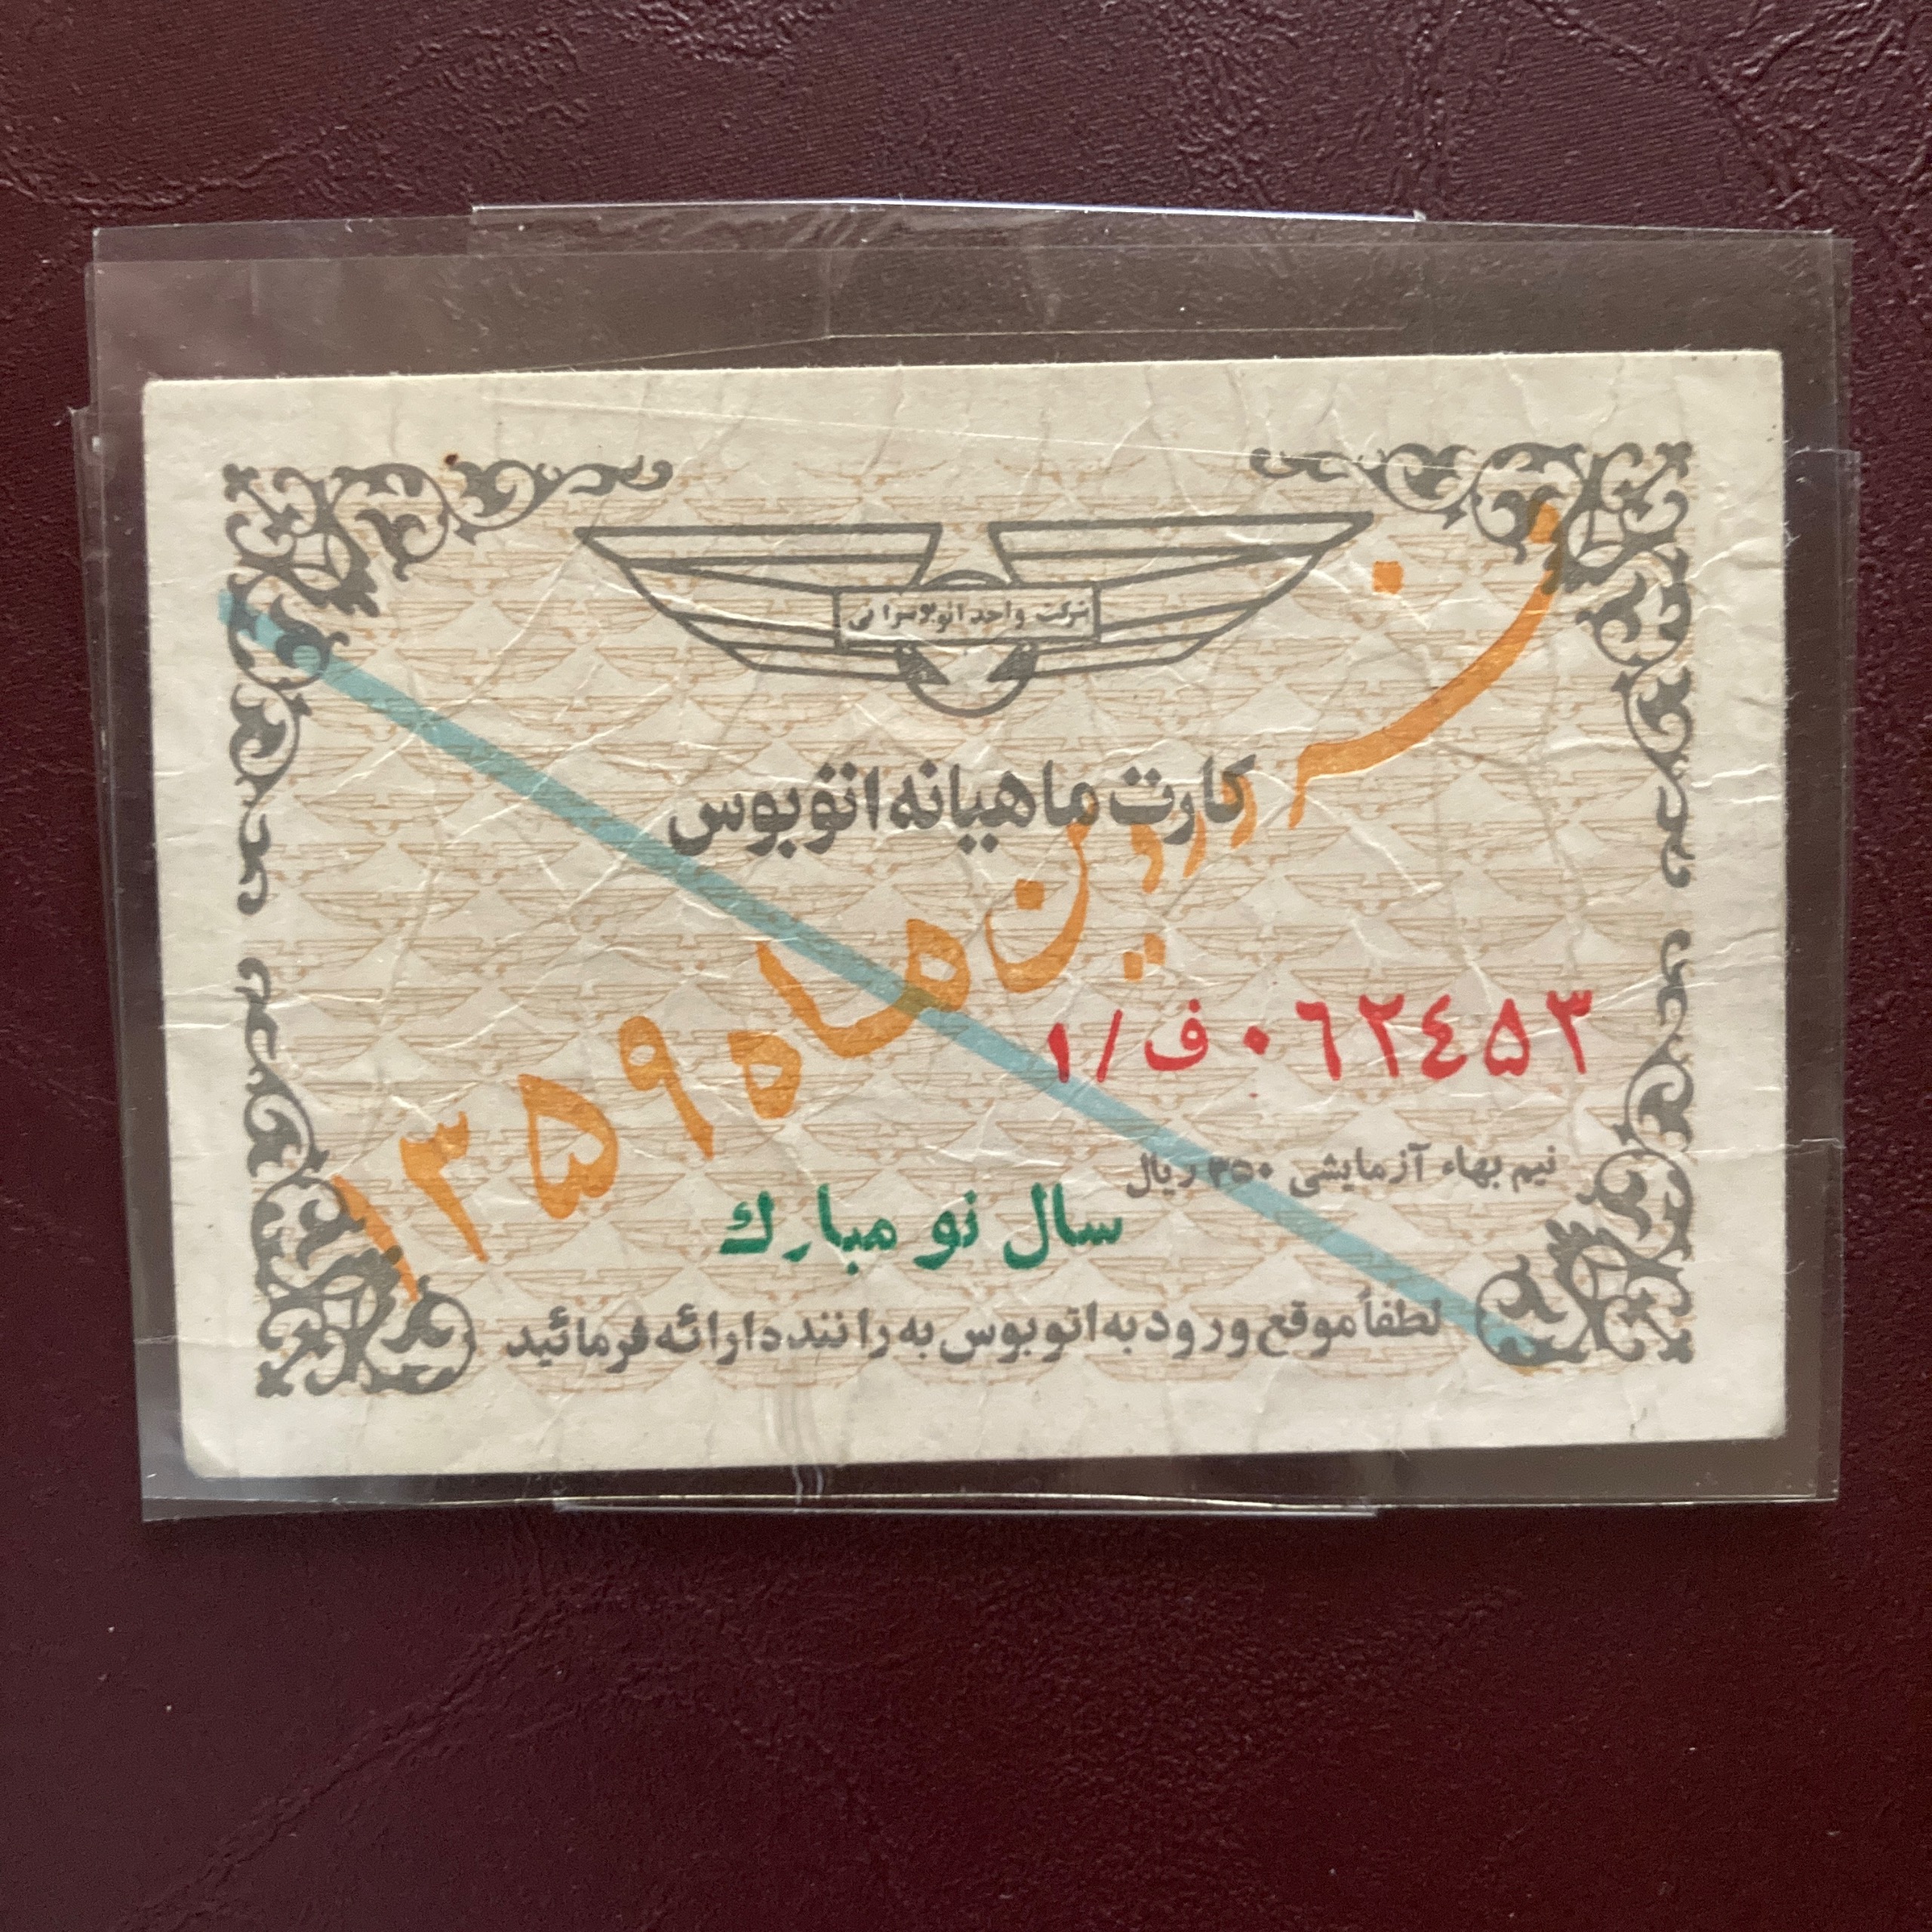 شرکت واحد اتوبوسرانی
کارت ماهیانه اتوبوس
فروردین ماه ۱۳۵۹
۱/ ف ۰۶۲۴۵۳
نیم بهاء آزمایشی ۳۵۰ ریال
سال نو مبارك
لطفاً موقع ورود به اتوبوس به راننده ارائه فرمائید